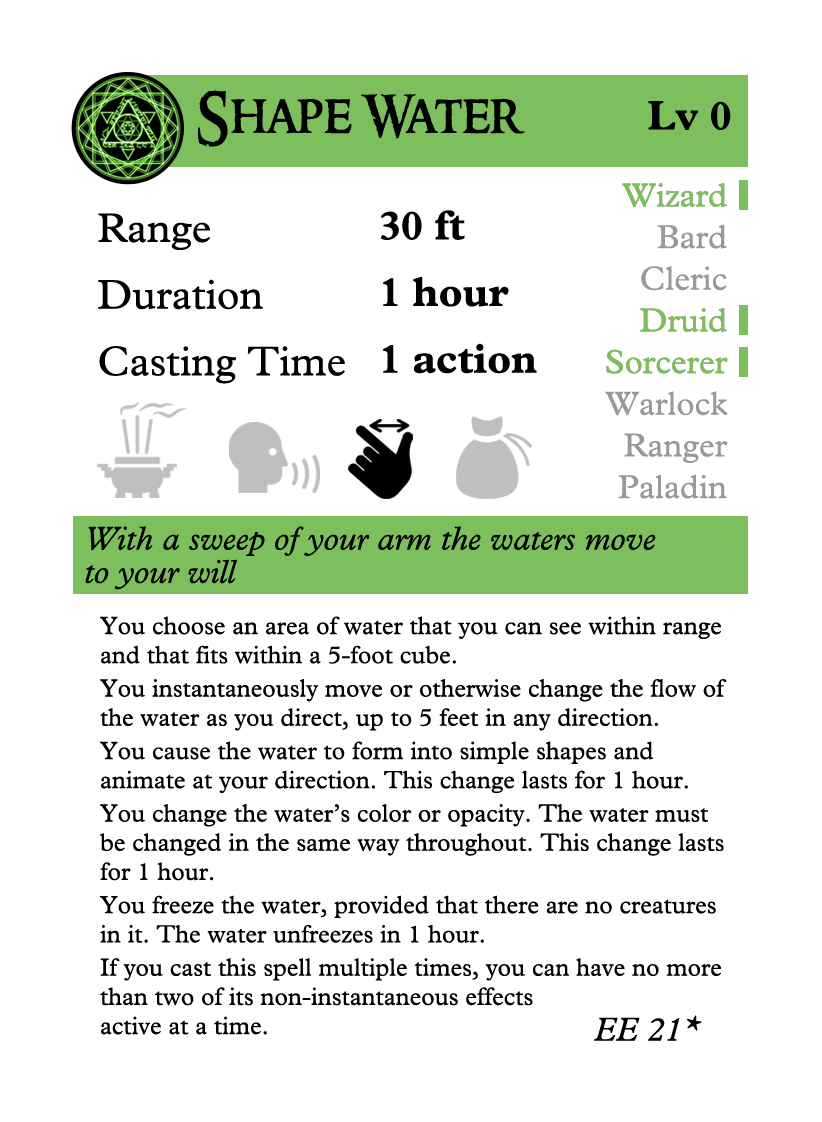 SHAPE WATER
Lv 0
Range 30 ft
Duration 1 hour
Casting Time 1 action
Wizard
Bard
Cleric
Druid
Sorcerer
Warlock
Ranger
Paladin
With a sweep of your arm the waters move
to your will
You choose an area of water that you can see within range
and that fits within a 5-foot cube.
You instantaneously move or otherwise change the flow of
the water as you direct, up to 5 feet in any direction.
You cause the water to form into simple shapes and
animate at your direction. This change lasts for 1 hour.
You change the water’s color or opacity. The water must
be changed in the same way throughout. This change lasts
for 1 hour.
You freeze the water, provided that there are no creatures
in it. The water unfreezes in 1 hour.
If you cast this spell multiple times, you can have no more
than two of its non-instantaneous effects
active at a time.
EE 21*